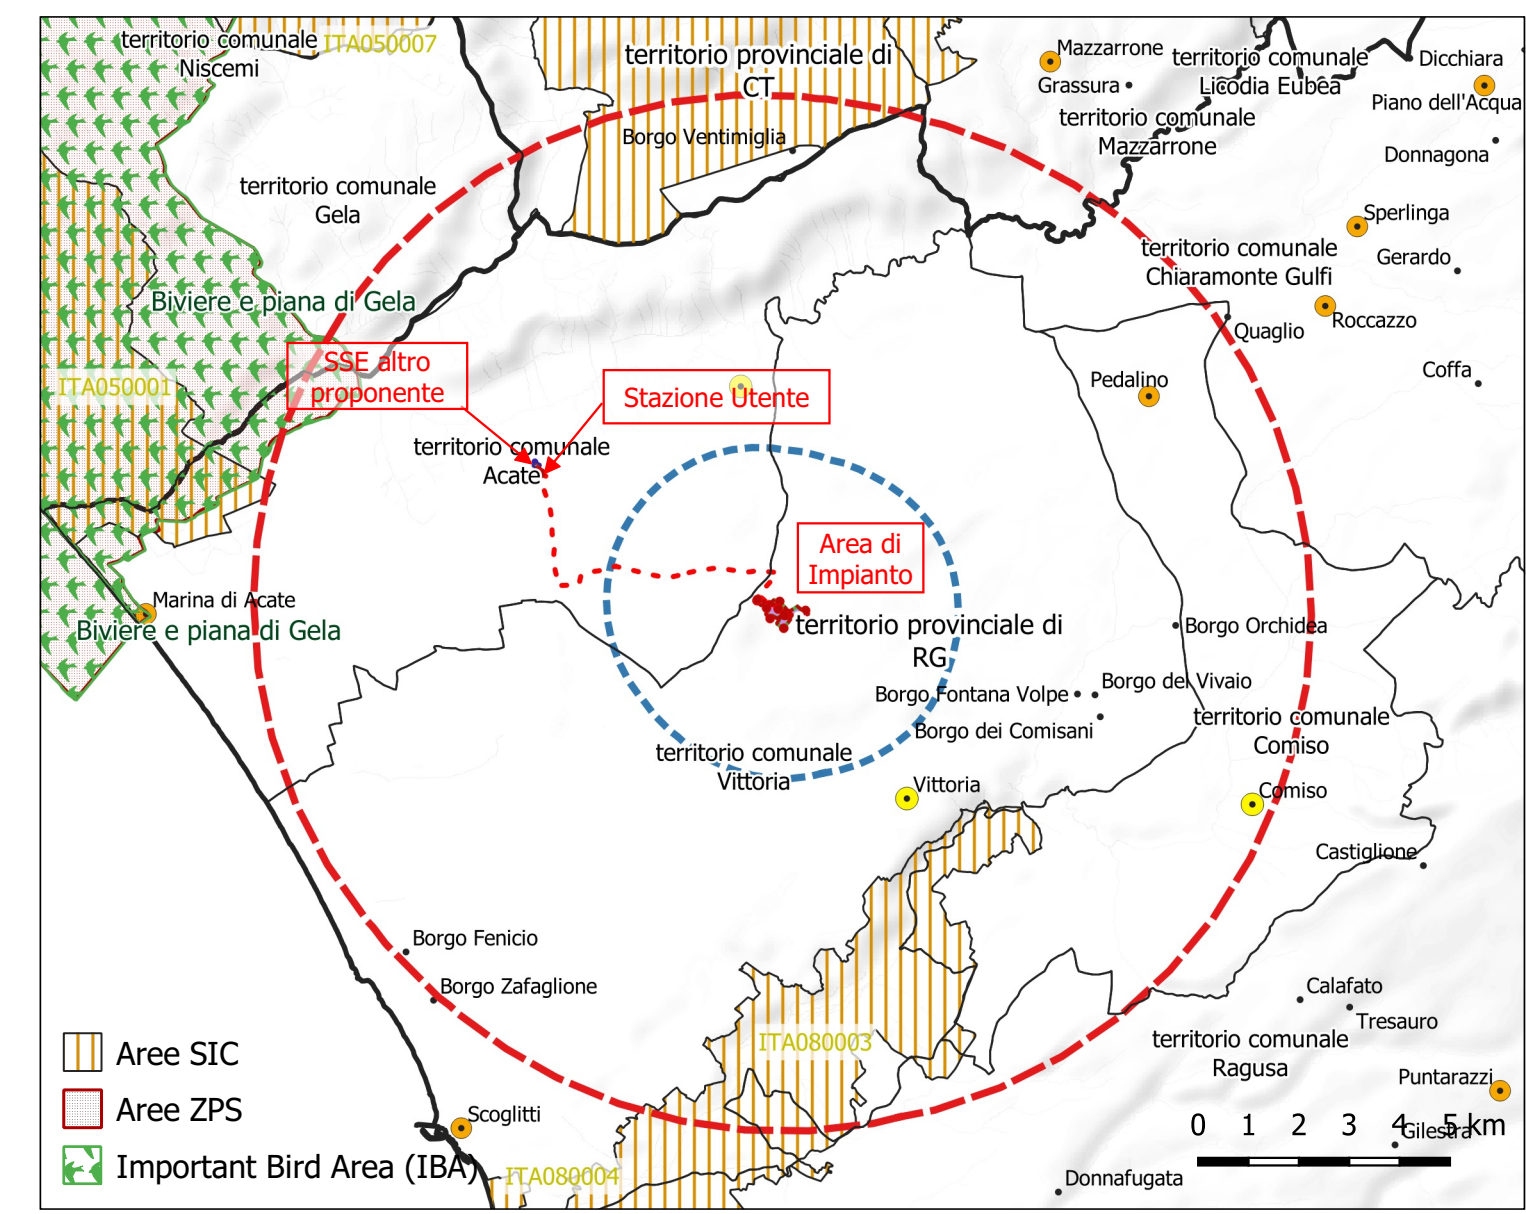 territorio comunale
Niscemi
ITA050007
territorio provinciale di
CT
Mazzarrone
Grassura
territorio comunale
Licodia Eubea
Dicchiara
Piano dell'Acqua
territorio comunale
Mazzarrone
Borgo Ventimiglia
Donnagona
territorio comunale
Gela
Sperlinga
territorio comunale
Chiaramonte Gulfi
Gerardo
Biviere e piana di Gela
Quaglio
Roccazzo
SSE altro
proponente
ITA050001
Stazione Utente
Pedalino
Coffa
territorio comunale
Acate
Area di
Impianto
Marina di Acate
Biviere e piana di Gela
territorio provinciale di
RG
Borgo Orchidea
Borgo Fontana Volpe
Borgo del Vivaio
Borgo dei Comisani
territorio comunale
Comiso
territorio comunale
Vittoria
Vittoria
Comiso
Castiglione
Borgo Fenicio
Borgo Zafaglione
Calafato
Tresauro
ITA080003
territorio comunale
Ragusa
Puntarazzi
Scoglitti
0 1 2 3 4 5 km
Gilestra
ITA080004
Donnafugata
Aree SIC
Aree ZPS
Important Bird Area (IBA)